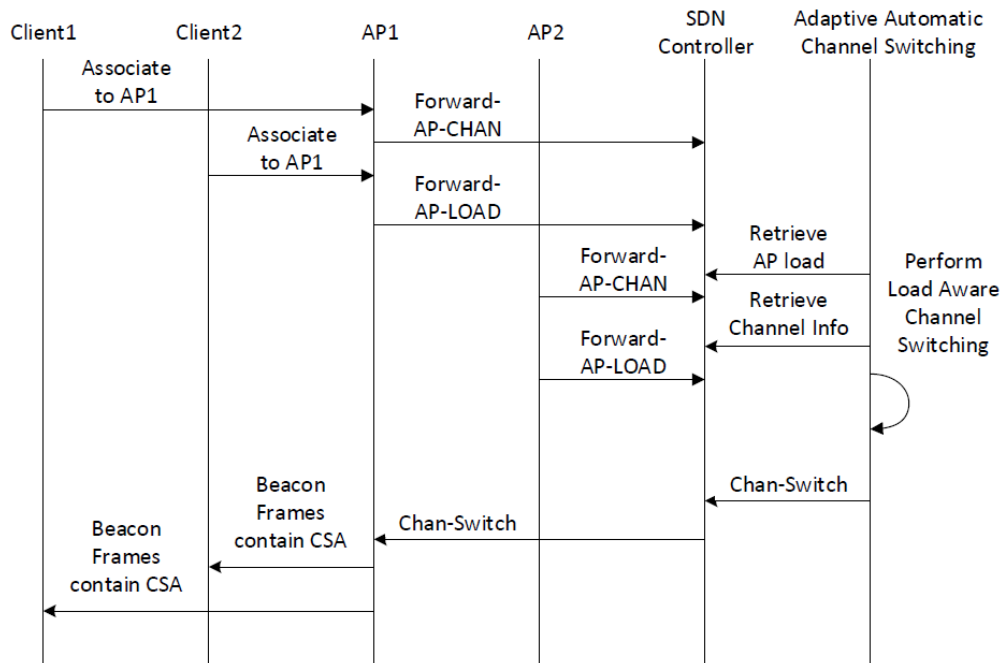 Client1
Client2
AP1
AP2
SDN
Controller
Adaptive Automatic
Channel Switching
Associate
to AP1
Forward-
AP-CHAN
Associate
to AP1
Forward-
AP-LOAD
Retrieve
AP load
Forward-
AP-CHAN
Perform
Load Aware
Channel
Switching
Retrieve
Channel Info
Forward-
AP-LOAD
Chan-Switch
Beacon
Frames
contain CSA
Chan-Switch
Beacon
Frames
contain CSA